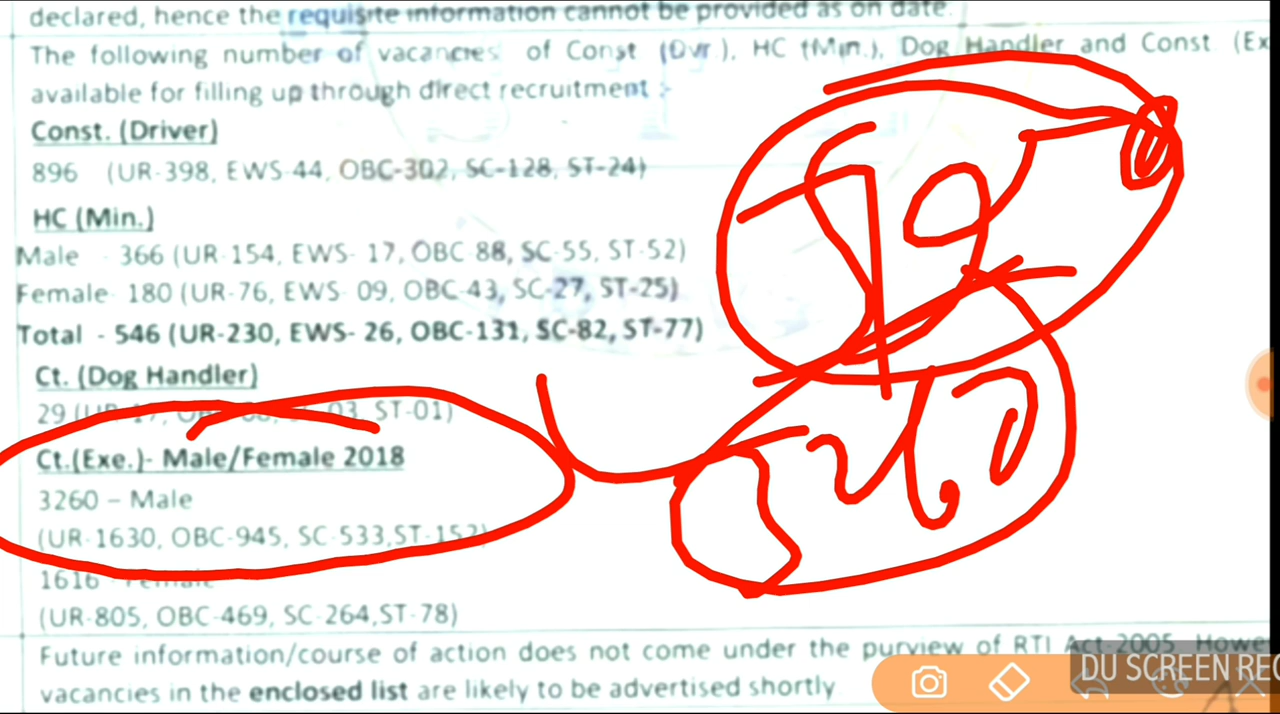 declared, hence the requisite information cannot be provided as on date.
The following number of vacancies of Const (Dvr.), HC (Min.), Dog Handler and Const. (Ex
available for filling up through direct recruitment :-
Const. (Driver)
896 (UR-398, EWS-44, OBC-302, SC-128, ST-24)
HC (Min.)
Male - 366 (UR-154, EWS- 17, OBC-88, SC-55, ST-52)
Female- 180 (UR-76, EWS- 09, OBC-43, SC-27, ST-25)
Total - 546 (UR-230, EWS- 26, OBC-131, SC-82, ST-77)
Ct. (Dog Handler)
29 ST-01)
Ct.(Exe.)- Male/Female 2018
3260 – Male
(UR-1630, OBC-945, SC-533,ST-152)
1616 - Female
(UR-805, OBC-469, SC-264,ST-78)
Future information/course of action does not come under the purview of RTI Act-2005. Howe
vacancies in the enclosed list are likely to be advertised shortly.
DU SCREEN REC